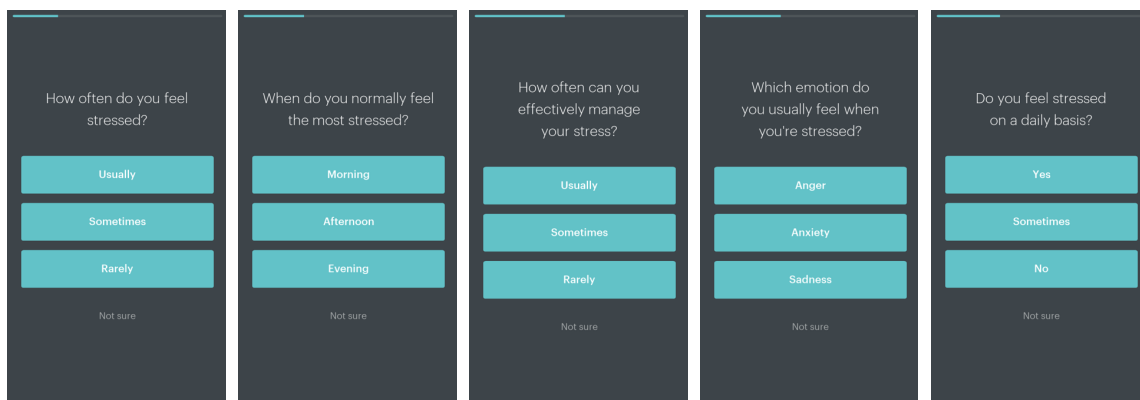 How often do you feel
stressed?
Usually
Sometimes
Rarely
Not sure
When do you normally feel
the most stressed?
Morning
Afternoon
Evening
Not sure
How often can you
effectively manage
your stress?
Usually
Sometimes
Rarely
Not sure
Which emotion do
you usually feel when
you're stressed?
Anger
Anxiety
Sadness
Not sure
Do you feel stressed
on a daily basis?
Yes
Sometimes
No
Not sure